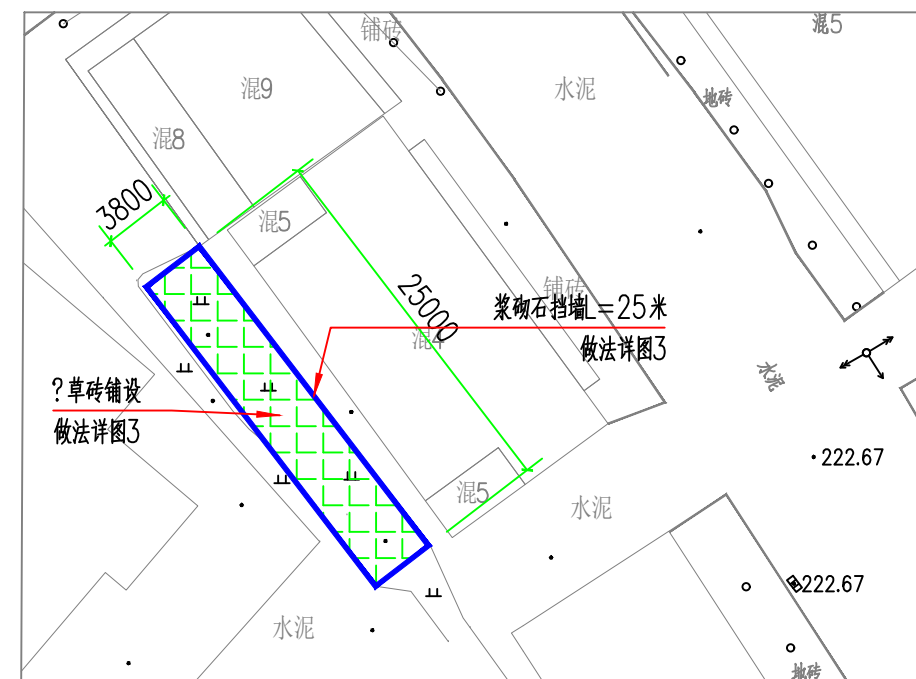 铺砖
混5
混9
水泥
地砖
混8
3800
混5
25000
铺砖
浆砌石挡墙L=25米
混4
做法详图3
水泥
?草砖铺设
做法详图3
222.67
混5
水泥
222.67
水泥
地砖